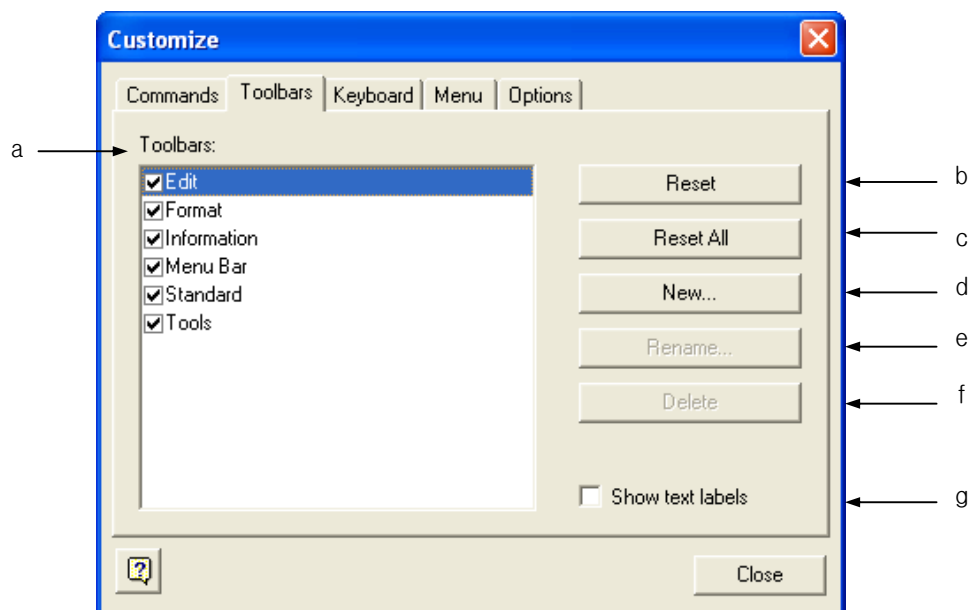 Customize
Commands Toolbars Keyboard Menu Options
a
Toolbars:
Edit
Format
Information
Menu Bar
Standard
Tools
Reset
b
Reset All
c
New...
d
Rename...
e
Delete
f
Show text labels
g
?
Close